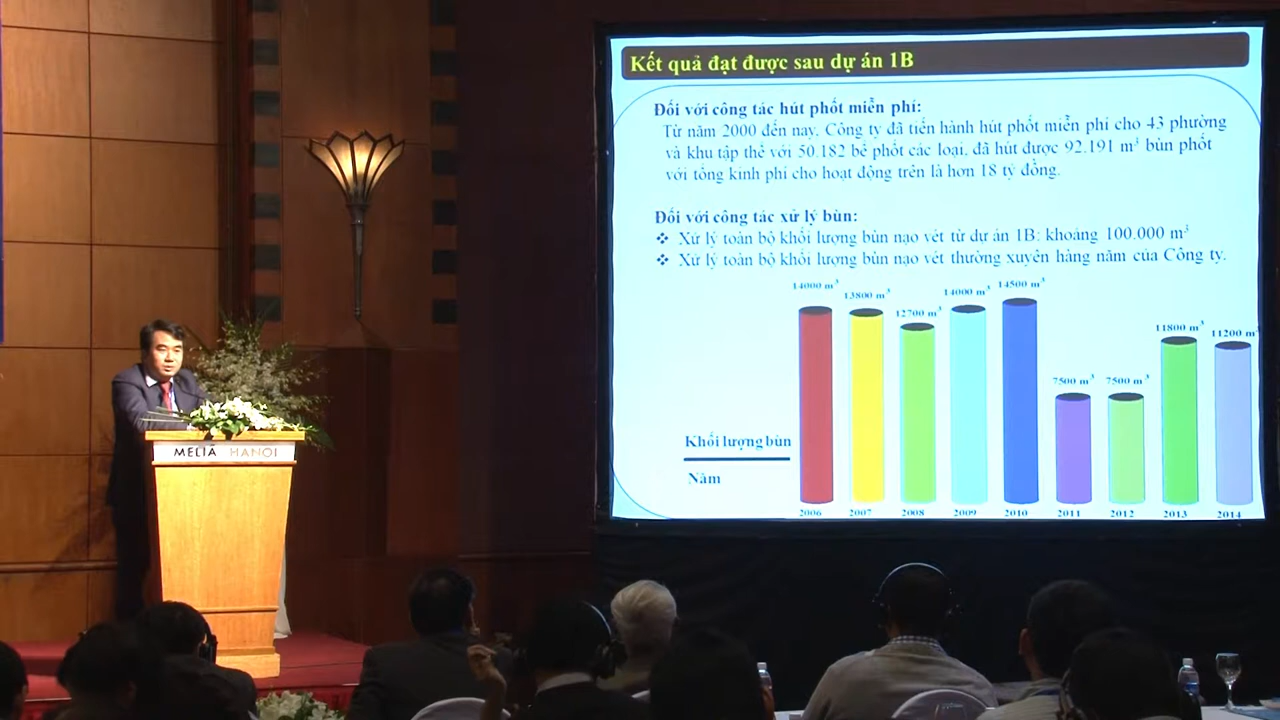 Kết quả đạt được sau dự án 1B
Đối với công tác hút phốt miễn phí:
Từ năm 2000 đến nay, Công ty đã tiến hành hút phốt miễn phí cho 43 phường
và khu tập thể với 50.182 bể phốt các loại, đã hút được 92.191 m³ bùn phốt
với tổng kinh phí cho hoạt động trên là hơn 18 tỷ đồng.
Đối với công tác xử lý bùn:
❖ Xử lý toàn bộ khối lượng bùn nạo vét từ dự án 1B: khoảng 100.000 m³
❖ Xử lý toàn bộ khối lượng bùn nạo vét thường xuyên hàng năm của Công ty.
14000 m³ 13800 m³ 12700 m³ 14000 m³ 14500 m³ 7500 m³ 7500 m³ 11800 m³ 11200 m³
Khối lượng bùn
Năm
2006 2007 2008 2009 2010 2011 2012 2013 2014
MELIÃ HANOI